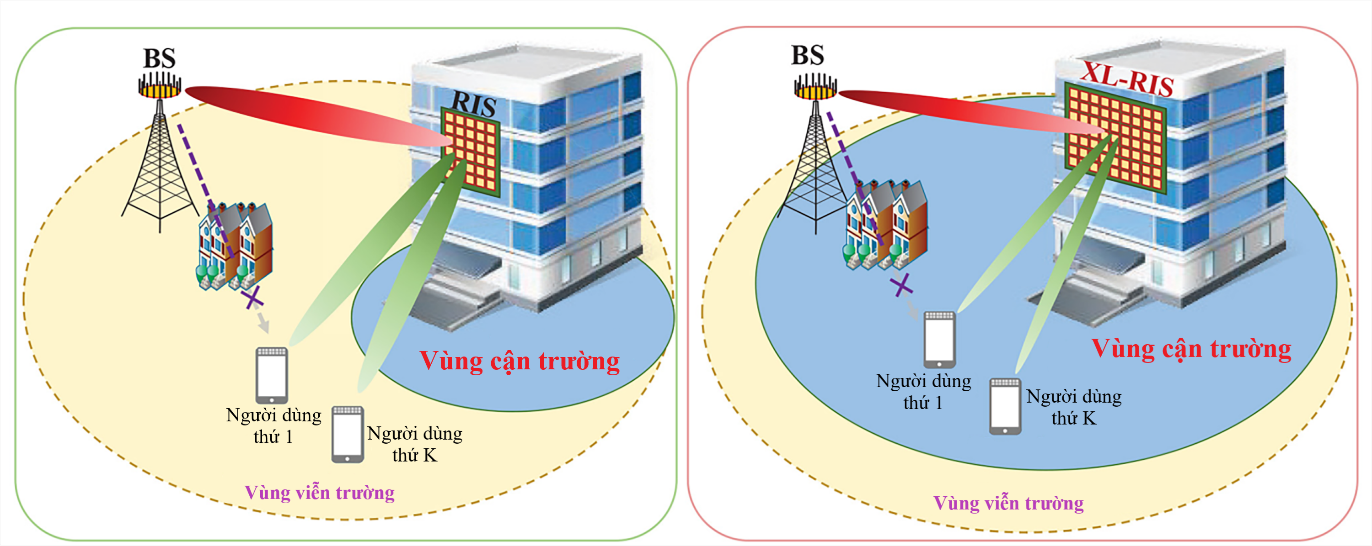 BS
RIS
Vùng cận trường
Người dùng
thứ 1
Người dùng
thứ K
Vùng viễn trường
BS
XL-RIS
Vùng cận trường
Người dùng
thứ 1
Người dùng
thứ K
Vùng viễn trường